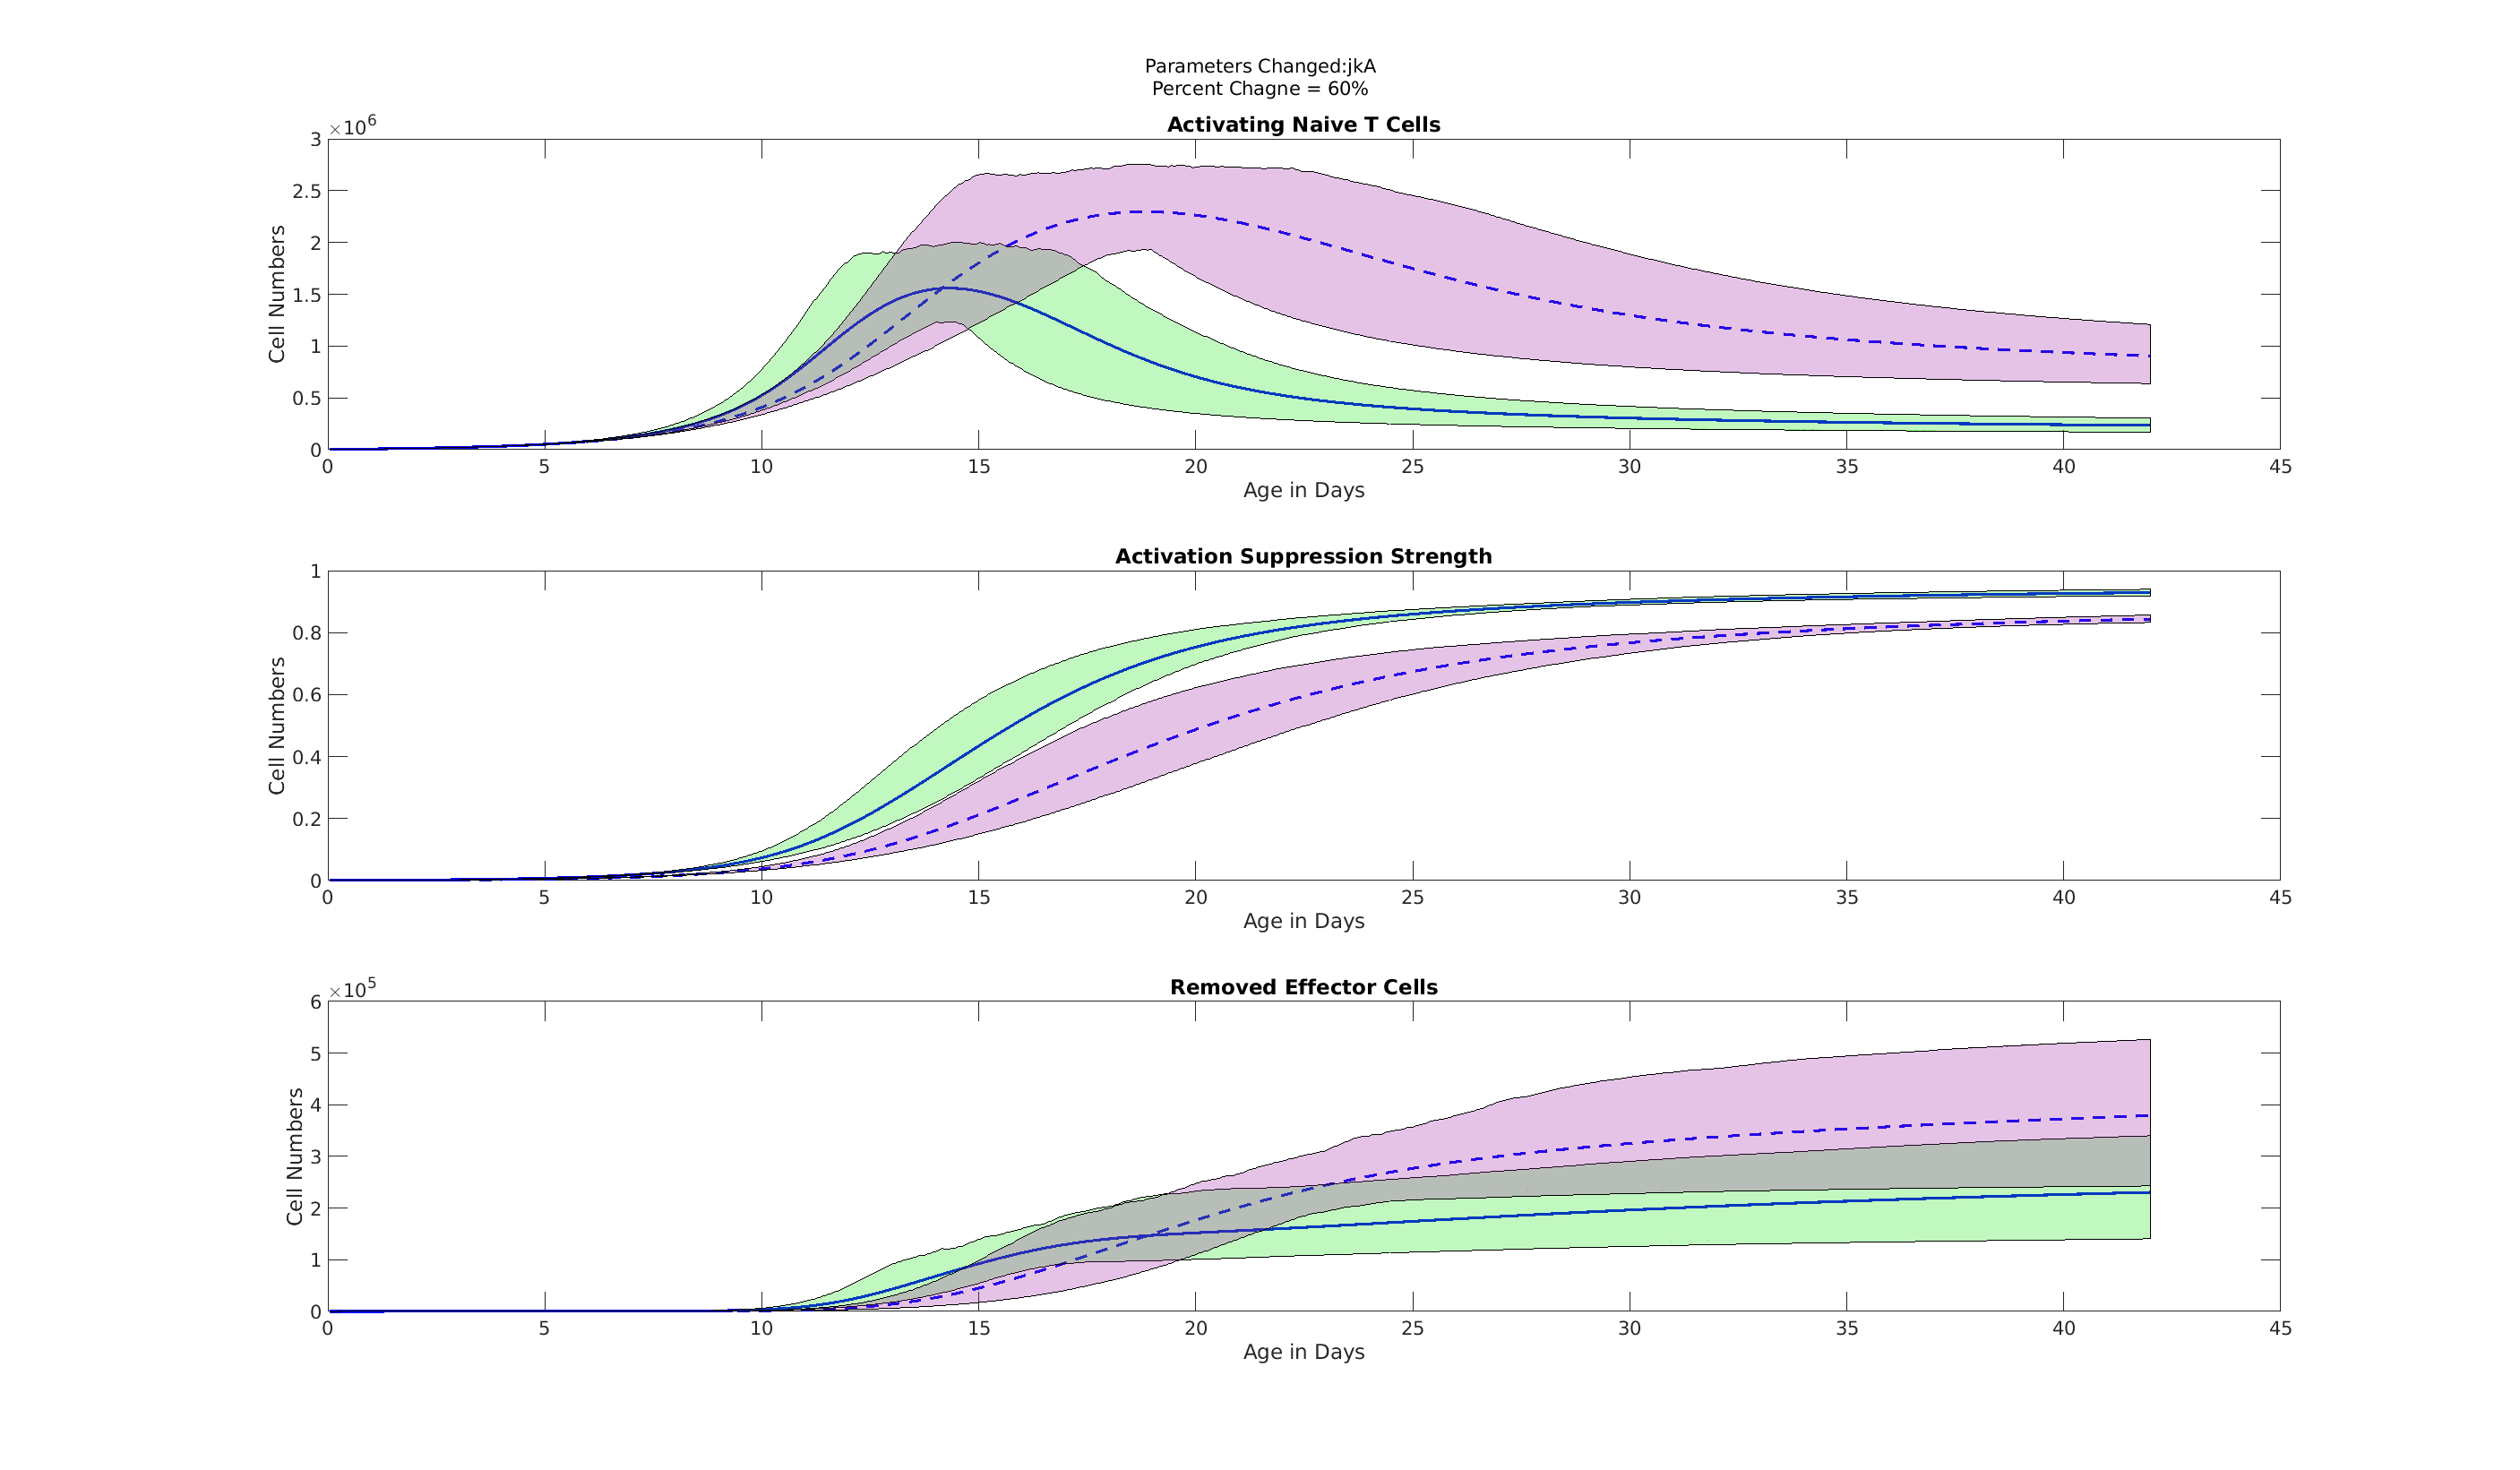 Parameters Changed:jkA
Percent Chagne = 60%
×10^6
Activating Naive T Cells
3
2.5
2
1.5
1
0.5
0
Cell Numbers
0 5 10 15 20 25 30 35 40 45
Age in Days
Activation Suppression Strength
1
0.8
0.6
0.4
0.2
0
Cell Numbers
0 5 10 15 20 25 30 35 40 45
Age in Days
×10^5
Removed Effector Cells
6
5
4
3
2
1
0
Cell Numbers
0 5 10 15 20 25 30 35 40 45
Age in Days